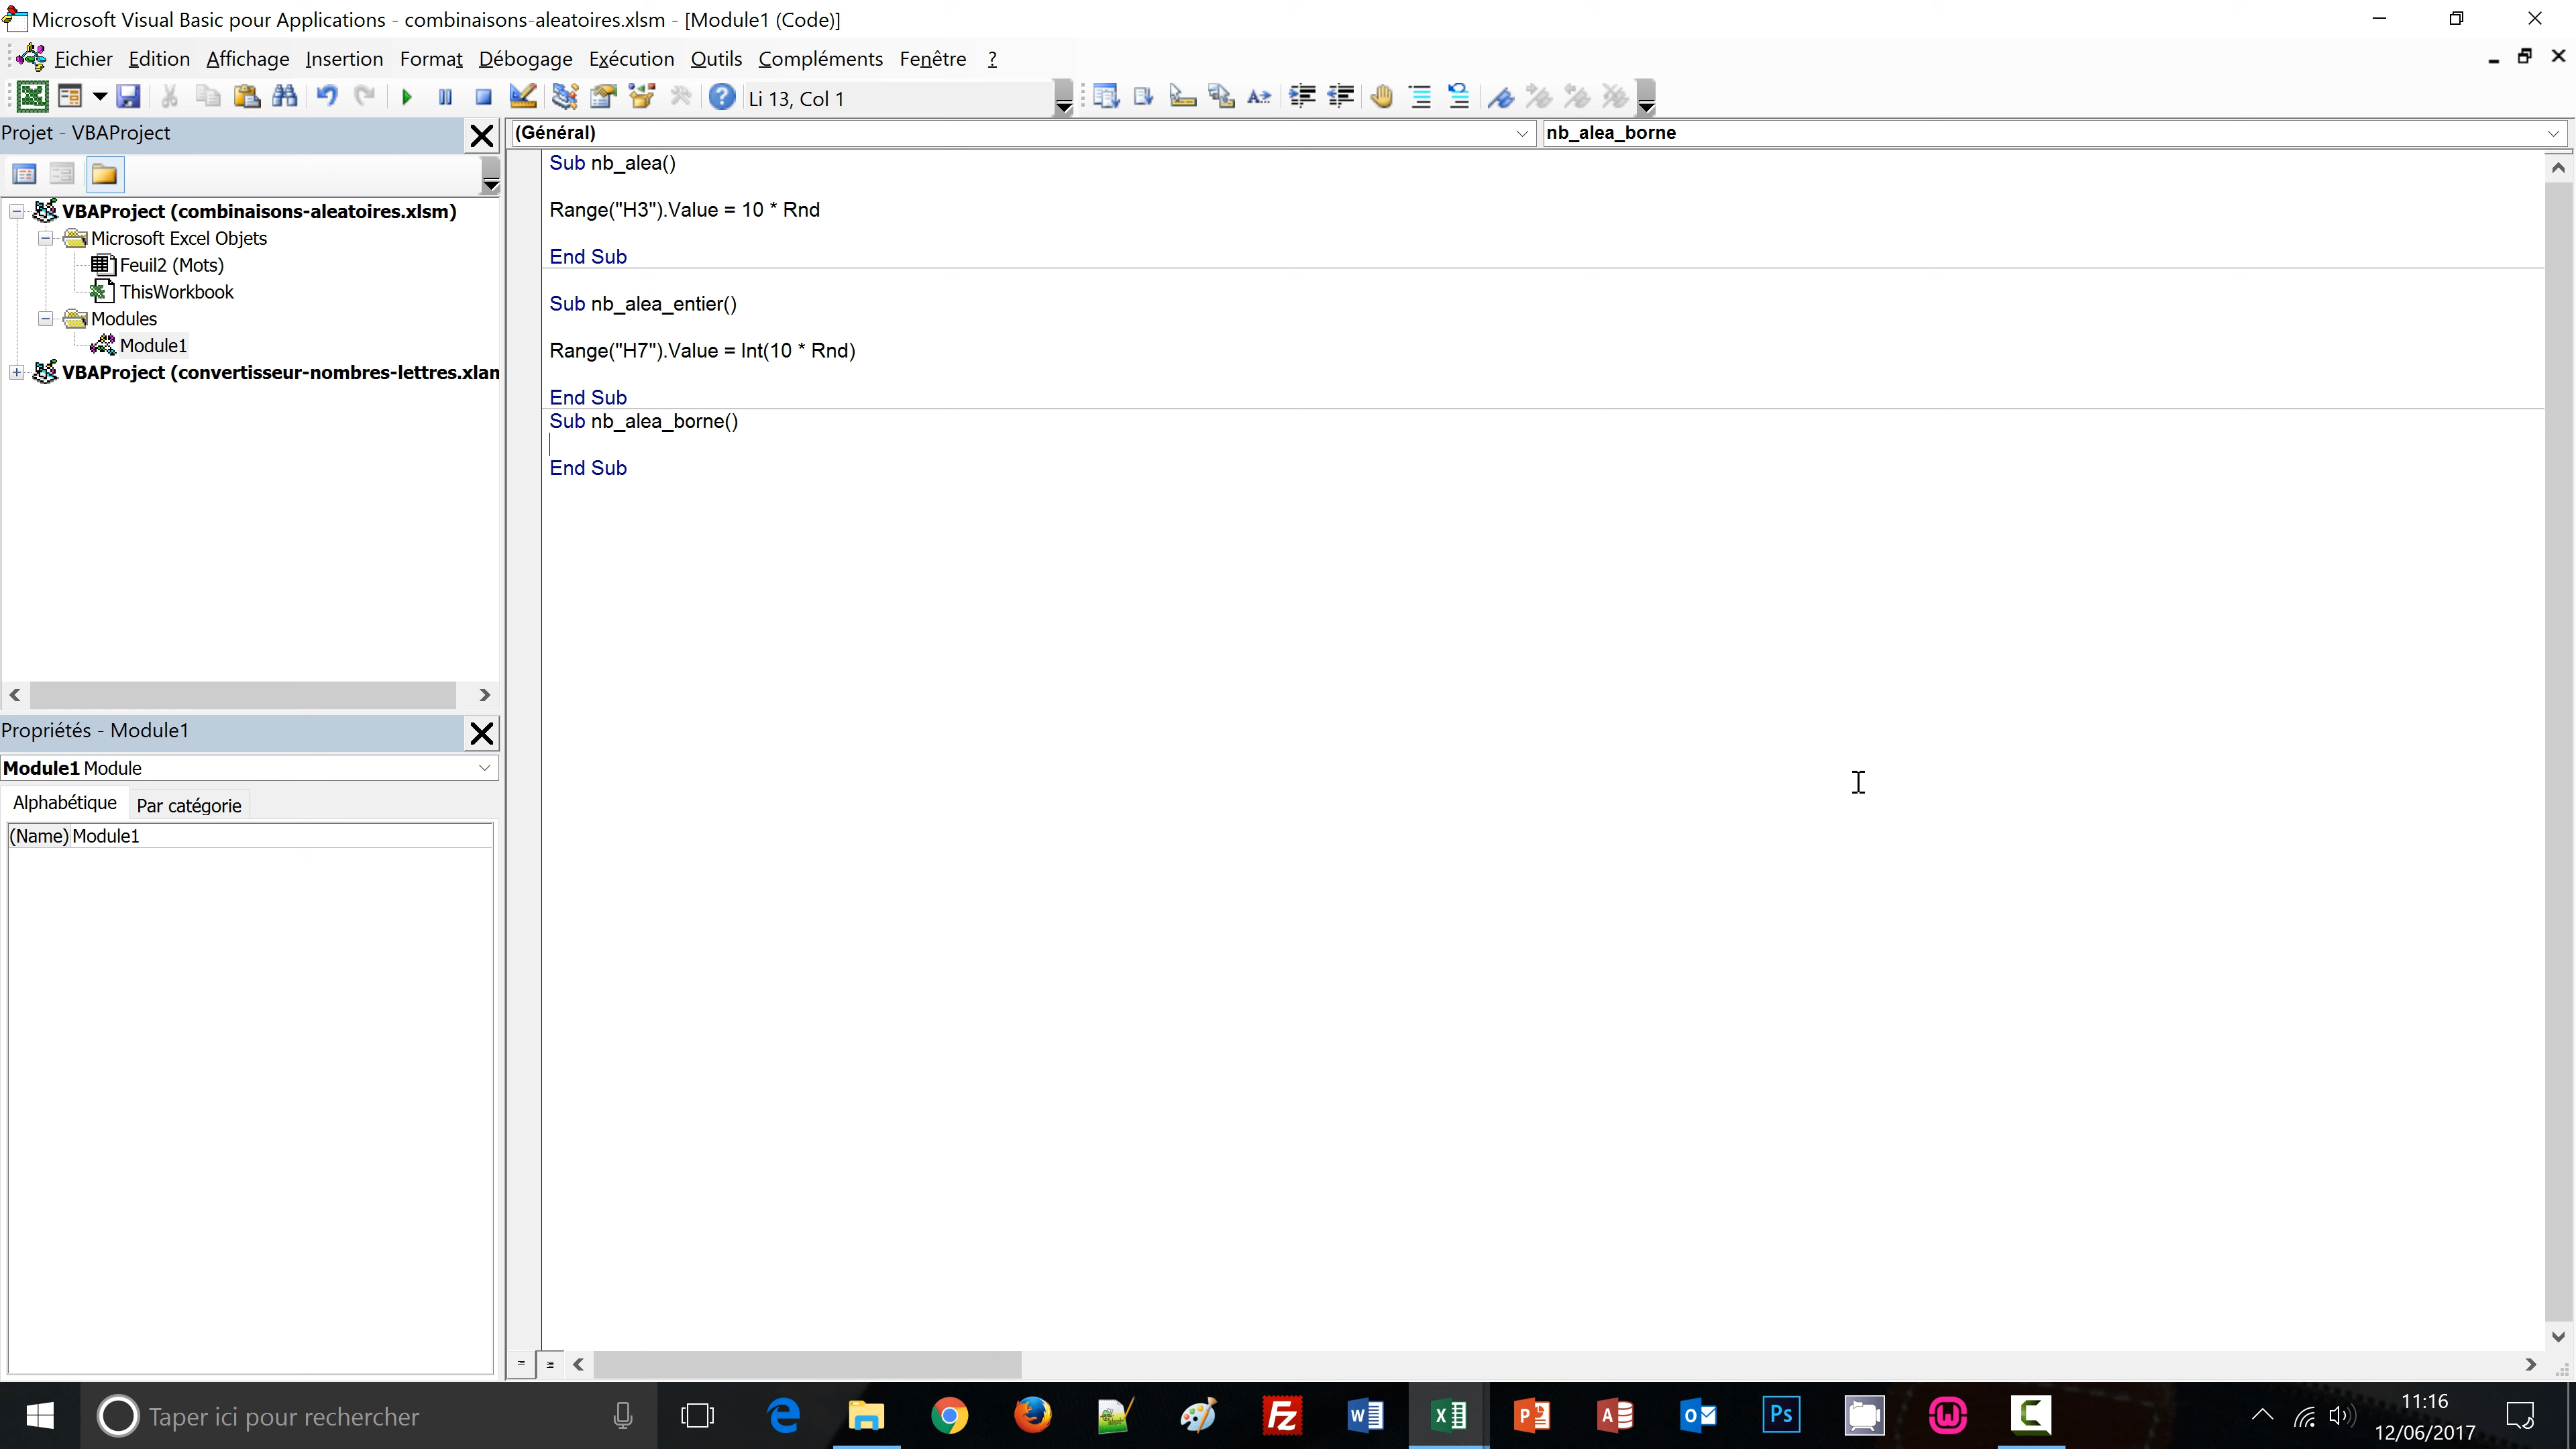 Microsoft Visual Basic pour Applications - combinaisons-aleatoires.xlsm - [Module1 (Code)]
Fichier Edition Affichage Insertion Format Débogage Exécution Outils Compléments Fenêtre ?
Li 13, Col 1
Projet - VBAProject
(Général)
nb_alea_borne
VBAProject (combinaisons-aleatoires.xlsm)
Microsoft Excel Objets
Feuil2 (Mots)
ThisWorkbook
Modules
Module1
VBAProject (convertisseur-nombres-lettres.xlam
Sub nb_alea()
Range("H3").Value = 10 * Rnd
End Sub
Sub nb_alea_entier()
Range("H7").Value = Int(10 * Rnd)
End Sub
Sub nb_alea_borne()
End Sub
Propriétés - Module1
Module1 Module
Alphabétique Par catégorie
(Name) Module1
Taper ici pour rechercher
11:16
12/06/2017